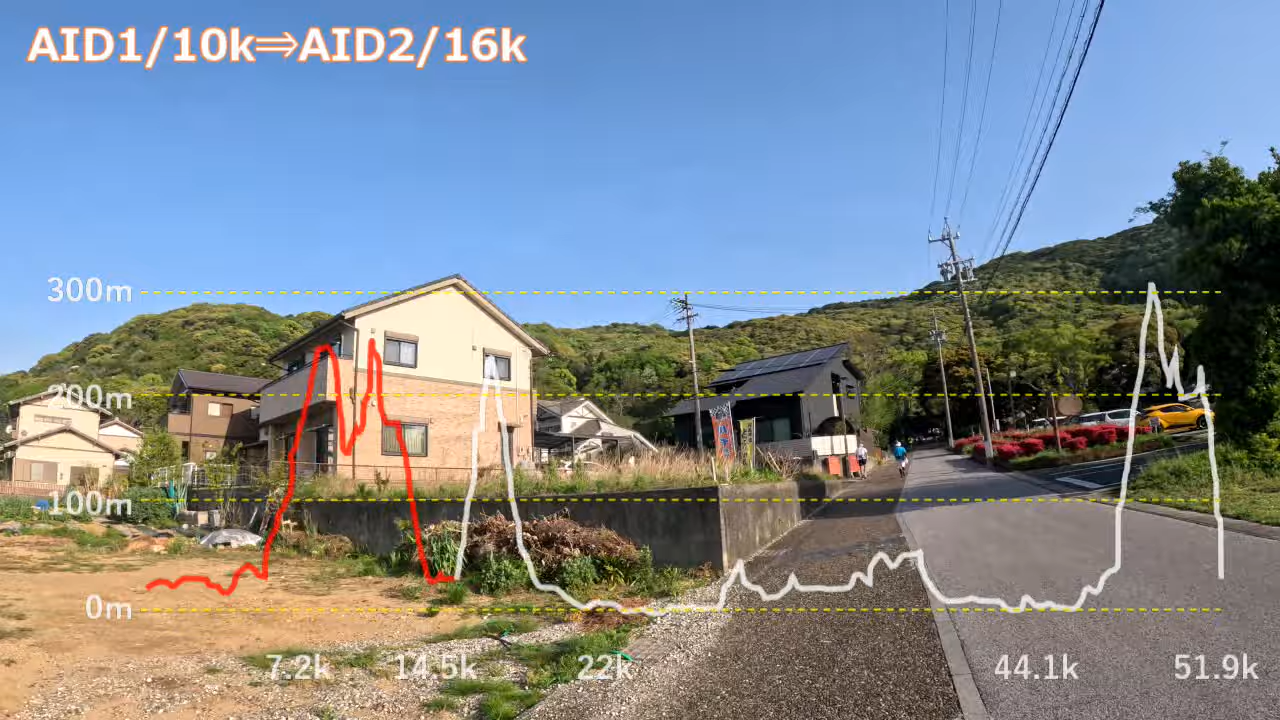 AID1/10k⇒AID2/16k
300m
200m
100m
0m
7.2k 14.5k 22k 44.1k 51.9k